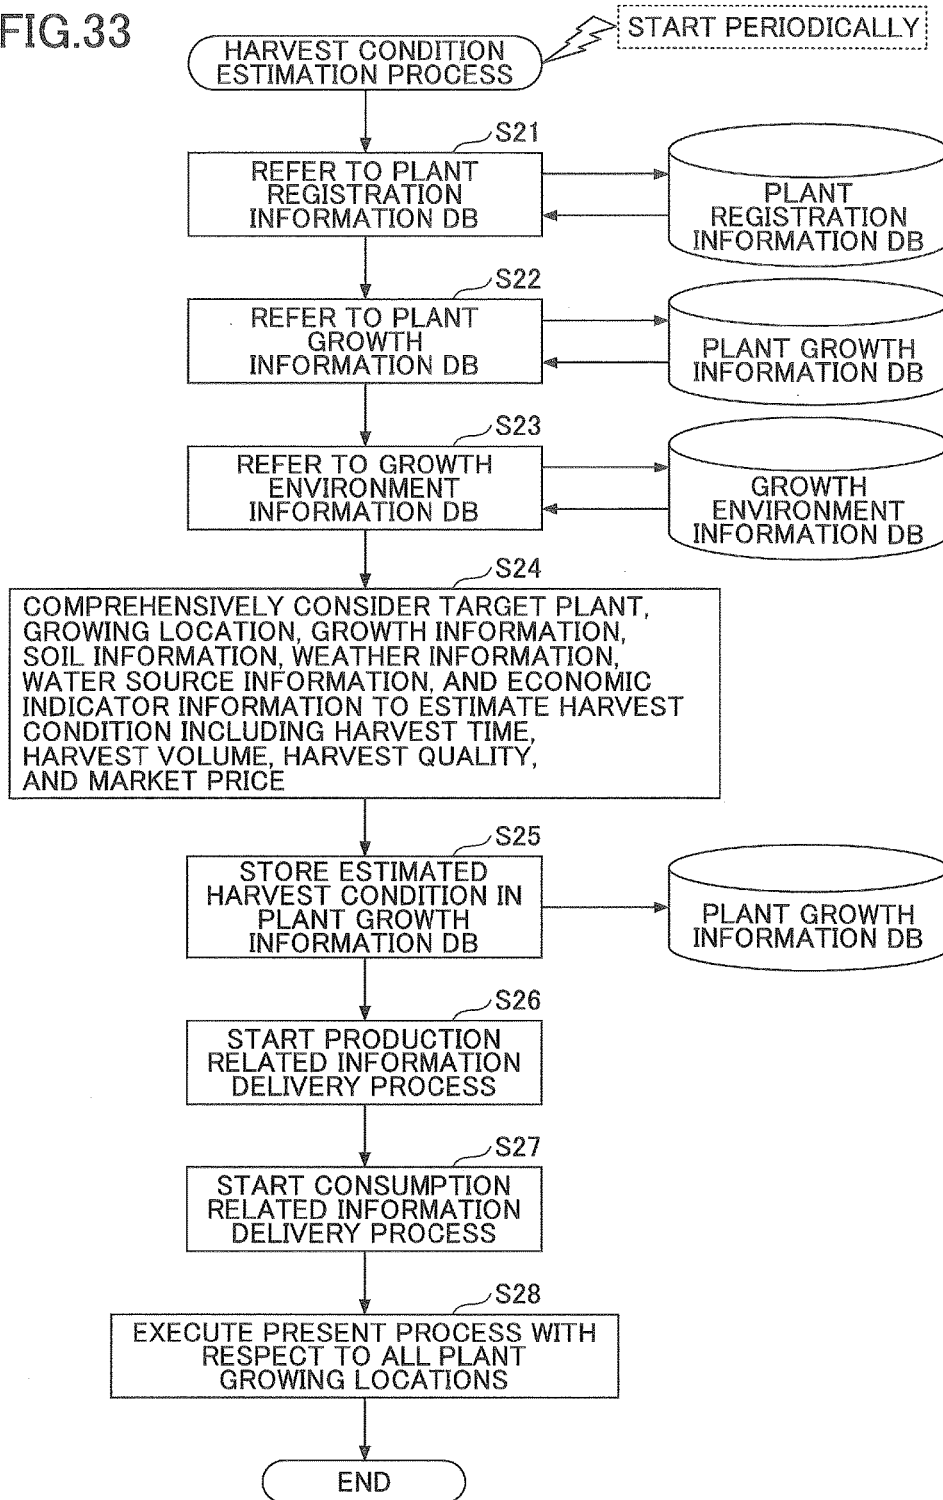 FIG.33
START PERIODICALLY
HARVEST CONDITION
ESTIMATION PROCESS
S21
REFER TO PLANT
REGISTRATION
INFORMATION DB
PLANT
REGISTRATION
INFORMATION DB
S22
REFER TO PLANT
GROWTH
INFORMATION DB
PLANT GROWTH
INFORMATION DB
S23
REFER TO GROWTH
ENVIRONMENT
INFORMATION DB
GROWTH
ENVIRONMENT
INFORMATION DB
S24
COMPREHENSIVELY CONSIDER TARGET PLANT,
GROWING LOCATION, GROWTH INFORMATION,
SOIL INFORMATION, WEATHER INFORMATION,
WATER SOURCE INFORMATION, AND ECONOMIC
INDICATOR INFORMATION TO ESTIMATE HARVEST
CONDITION INCLUDING HARVEST TIME,
HARVEST VOLUME, HARVEST QUALITY,
AND MARKET PRICE
S25
STORE ESTIMATED
HARVEST CONDITION IN
PLANT GROWTH
INFORMATION DB
PLANT GROWTH
INFORMATION DB
S26
START PRODUCTION
RELATED INFORMATION
DELIVERY PROCESS
S27
START CONSUMPTION
RELATED INFORMATION
DELIVERY PROCESS
S28
EXECUTE PRESENT PROCESS WITH
RESPECT TO ALL PLANT
GROWING LOCATIONS
END